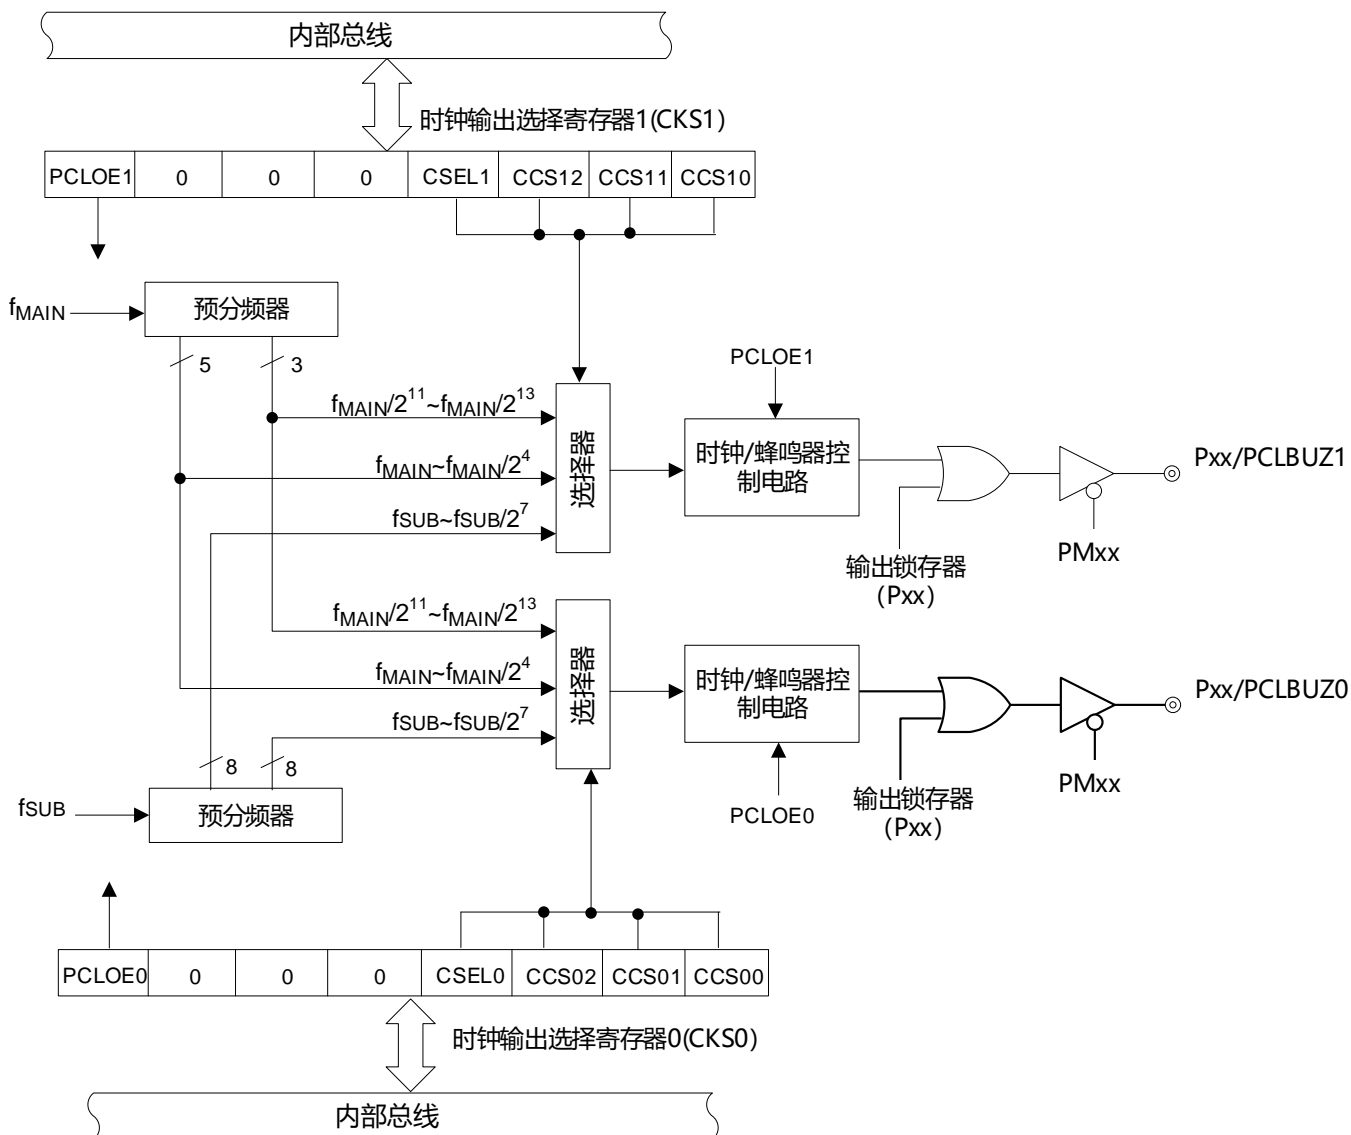 内部总线
时钟输出选择寄存器1(CKS1)
PCLOE1 0 0 0 CSEL1 CCS12 CCS11 CCS10
fMAIN
预分频器
5 3
PCLOE1
fMAIN/2^11~fMAIN/2^13
fMAIN~fMAIN/2^4
fSUB~fSUB/2^7
选择器
时钟/蜂鸣器控
制电路
Pxx/PCLBUZ1
PMxx
输出锁存器
(Pxx)
fMAIN/2^11~fMAIN/2^13
fMAIN~fMAIN/2^4
fSUB~fSUB/2^7
选择器
时钟/蜂鸣器控
制电路
Pxx/PCLBUZ0
PMxx
输出锁存器
(Pxx)
8 8
fSUB
预分频器
PCLOE0
PCLOE0 0 0 0 CSEL0 CCS02 CCS01 CCS00
时钟输出选择寄存器0(CKS0)
内部总线